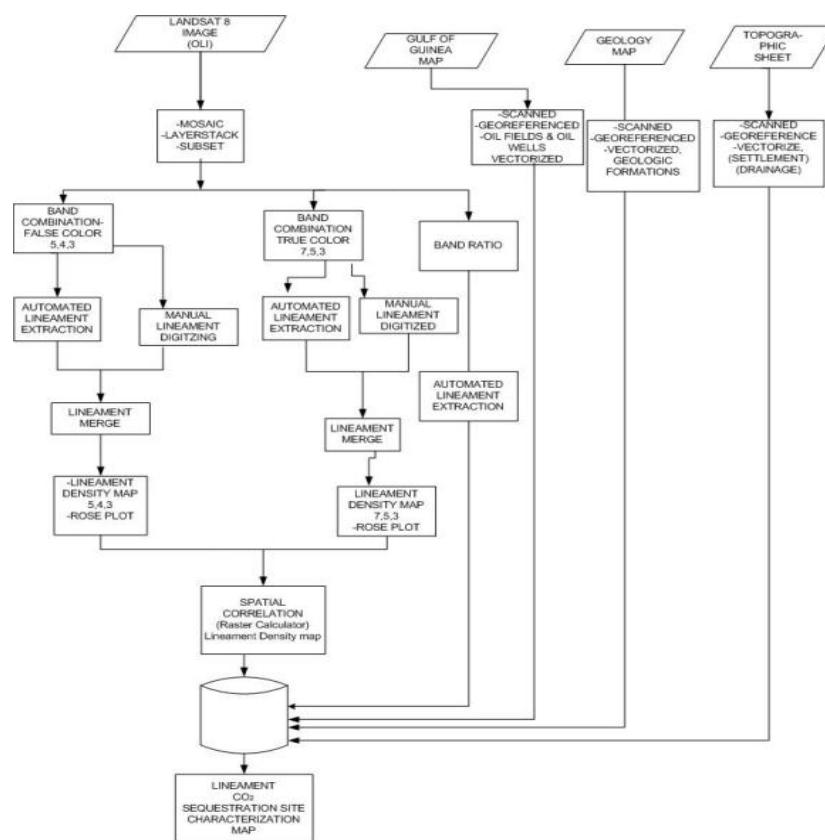 LANDSAT 8
IMAGE
(OLI)
GULF OF
GUINEA
MAP
GEOLOGY
MAP
TOPOGRA-
PHIC
SHEET
-MOSAIC
-LAYERSTACK
-SUBSET
-SCANNED
-GEOREFERENCED
-OIL FIELDS & OIL
WELLS
VECTORIZED
-SCANNED
-GEOREFERENCED
-VECTORIZED,
GEOLOGIC
FORMATIONS
-SCANNED
-GEOREFERENCE
-VECTORIZE,
(SETTLEMENT)
(DRAINAGE)
BAND
COMBINATION-
FALSE COLOR
5,4,3
BAND
COMBINATION
TRUE COLOR
7,5,3
BAND RATIO
AUTOMATED
LINEAMENT
EXTRACTION
MANUAL
LINEAMENT
DIGITZING
AUTOMATED
LINEAMENT
EXTRACTION
MANUAL
LINEAMENT
DIGITIZED
AUTOMATED
LINEAMENT
EXTRACTION
LINEAMENT
MERGE
LINEAMENT
MERGE
-LINEAMENT
DENSITY MAP
5,4,3
-ROSE PLOT
LINEAMENT
DENSITY MAP
7,5,3
-ROSE PLOT
SPATIAL
CORRELATION
(Raster Calculator)
Lineament Density map
LINEAMENT
CO₂
SEQUESTRATION SITE
CHARACTERIZATION
MAP